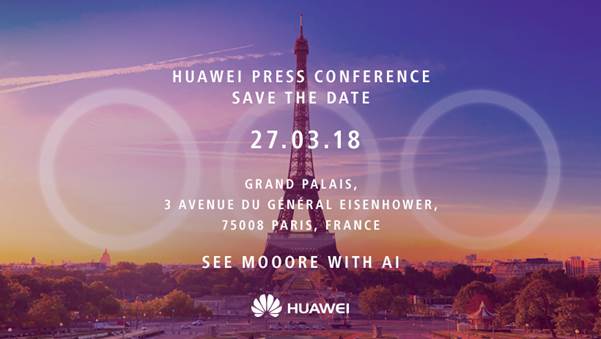 HUAWEI PRESS CONFERENCE
SAVE THE DATE
27.03.18
GRAND PALAIS,
3 AVENUE DU GÉNÉRAL EISENHOWER,
75008 PARIS, FRANCE
SEE MOOORE WITH AI
HUAWEI